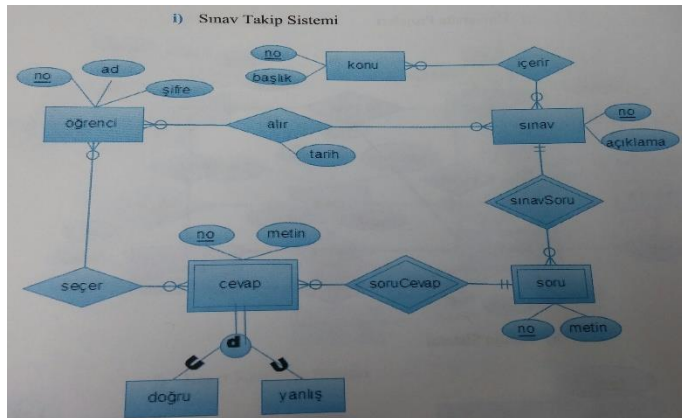 i) Sınav Takip Sistemi
no
ad
şifre
öğrenci
alır
tarih
no
başlık
konu
içerir
sınav
no
açıklama
sınavSoru
seçer
no
metin
cevap
soruCevap
soru
no
metin
d
U
U
doğru
yanlış